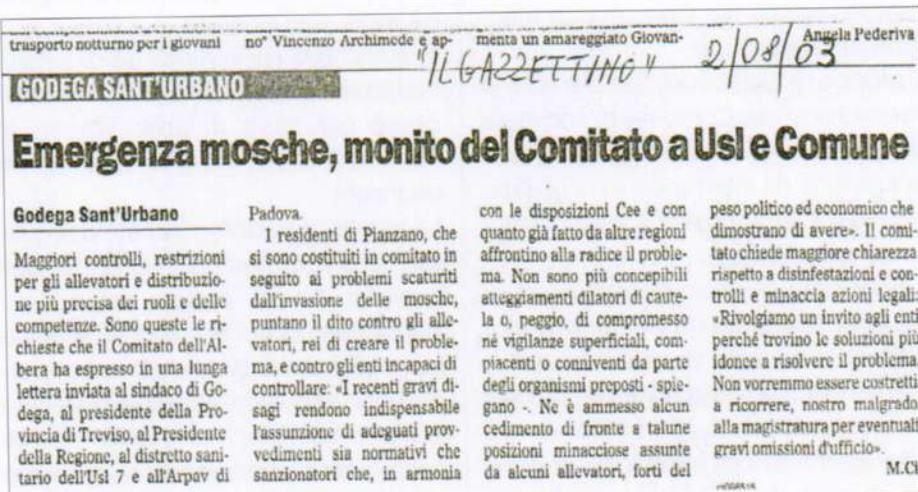 trasporto notturno per i giovani
no" Vincenzo Archimede e ap-
menta un amareggiato Giovan-
Angela Pederiva
"IL GAZZETTINO" 2/08/03
GODEGA SANT'URBANO
Emergenza mosche, monito del Comitato a Usl e Comune
Godega Sant'Urbano
Maggiori controlli, restrizioni
per gli allevatori e distribuzio-
ne più precisa dei ruoli e delle
competenze. Sono queste le ri-
chieste che il Comitato dell'Al-
bera ha espresso in una lunga
lettera inviata al sindaco di Go-
dega, al presidente della Pro-
vincia di Treviso, al Presidente
della Regione, al distretto sani-
tario dell'Usl 7 e all'Arpav di
Padova.
I residenti di Pianzano, che
si sono costituiti in comitato in
seguito ai problemi scaturiti
dall'invasione delle mosche,
puntano il dito contro gli alle-
vatori, rei di creare il proble-
ma, e contro gli enti incapaci di
controllare: «I recenti gravi di-
sagi rendono indispensabile
l'assunzione di adeguati prov-
vedimenti sia normativi che
sanzionatori che, in armonia
con le disposizioni Cee e con
quanto già fatto da altre regioni
affrontino alla radice il proble-
ma. Non sono più concepibili
atteggiamenti dilatori di caute-
la o, peggio, di compromesso
né vigilanze superficiali, com-
piacenti o conniventi da parte
degli organismi preposti - spie-
gano -. Ne è ammesso alcun
cedimento di fronte a talune
posizioni minacciose assunte
da alcuni allevatori, forti del
peso politico ed economico che
dimostrano di avere». Il comi-
tato chiede maggiore chiarezza
rispetto a disinfestazioni e con-
trolli e minaccia azioni legali
«Rivolgiamo un invito agli enti
perché trovino le soluzioni più
idonee a risolvere il problema.
Non vorremmo essere costretti
a ricorrere, nostro malgrado
alla magistratura per eventuali
gravi omissioni d'ufficio».
M.Cl